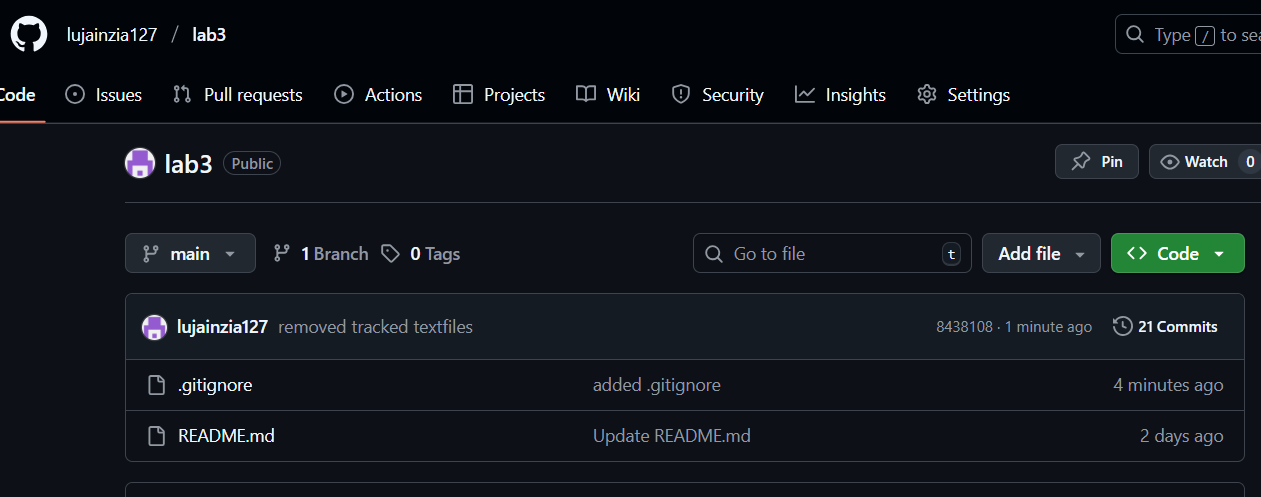 lujainzia127 / lab3
Type / to sea
Code Issues Pull requests Actions Projects Wiki Security Insights Settings
lab3 Public
Pin Watch 0
main 1 Branch 0 Tags Go to file t Add file <> Code
lujainzia127 removed tracked textfiles 8438108 · 1 minute ago 21 Commits
.gitignore added .gitignore 4 minutes ago
README.md Update README.md 2 days ago